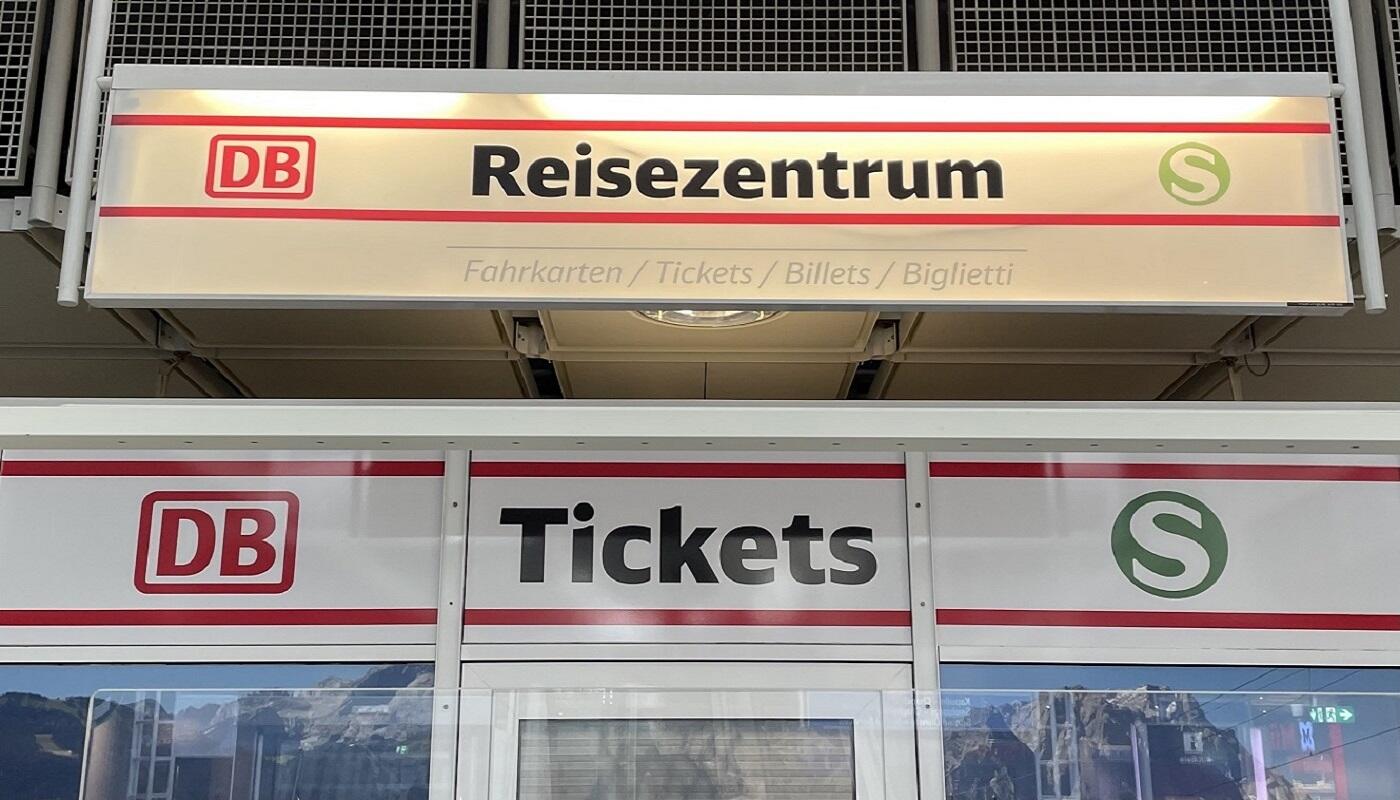 DB Reisezentrum S
Fahrkarten / Tickets / Billets / Biglietti
DB Tickets S